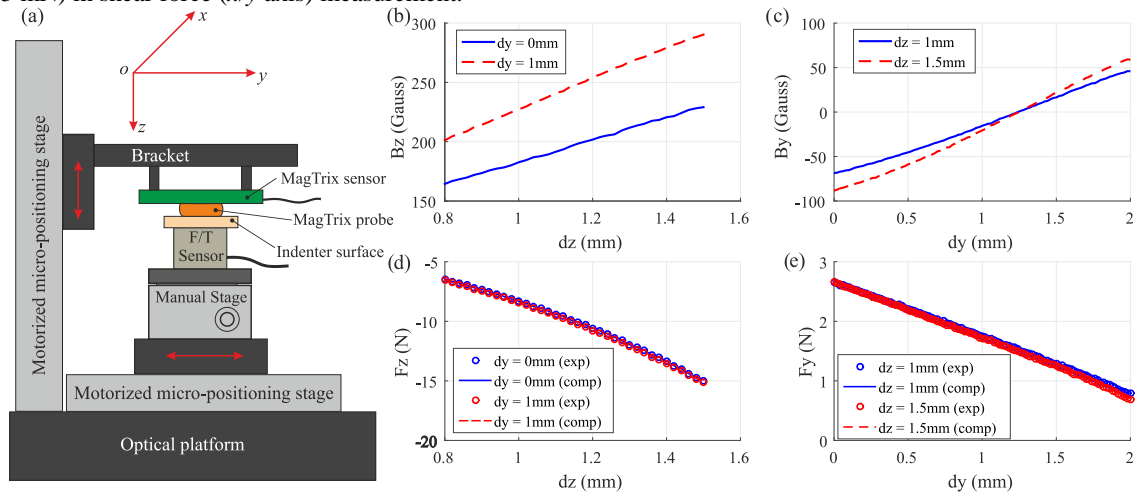 5 mN) in shear force (x/y-axis) measurement.
(a)
x
o
y
z
Motorized micro-positioning stage
Bracket
MagTrix sensor
MagTrix probe
F/T
Sensor
Indenter surface
Manual Stage
Motorized micro-positioning stage
Optical platform
(b)
300
250
200
150
Bz (Gauss)
dy = 0mm
dy = 1mm
0.8
1
1.2
1.4
1.6
dz (mm)
(c)
100
50
0
-50
-100
By (Gauss)
dz = 1mm
dz = 1.5mm
0
0.5
1
1.5
2
dy (mm)
(d)
-5
-10
-15
-20
Fz (N)
dy = 0mm (exp)
dy = 0mm (comp)
dy = 1mm (exp)
dy = 1mm (comp)
0.8
1
1.2
1.4
1.6
dz (mm)
(e)
3
2
1
0
Fy (N)
dz = 1mm (exp)
dz = 1mm (comp)
dz = 1.5mm (exp)
dz = 1.5mm (comp)
0
0.5
1
1.5
2
dy (mm)